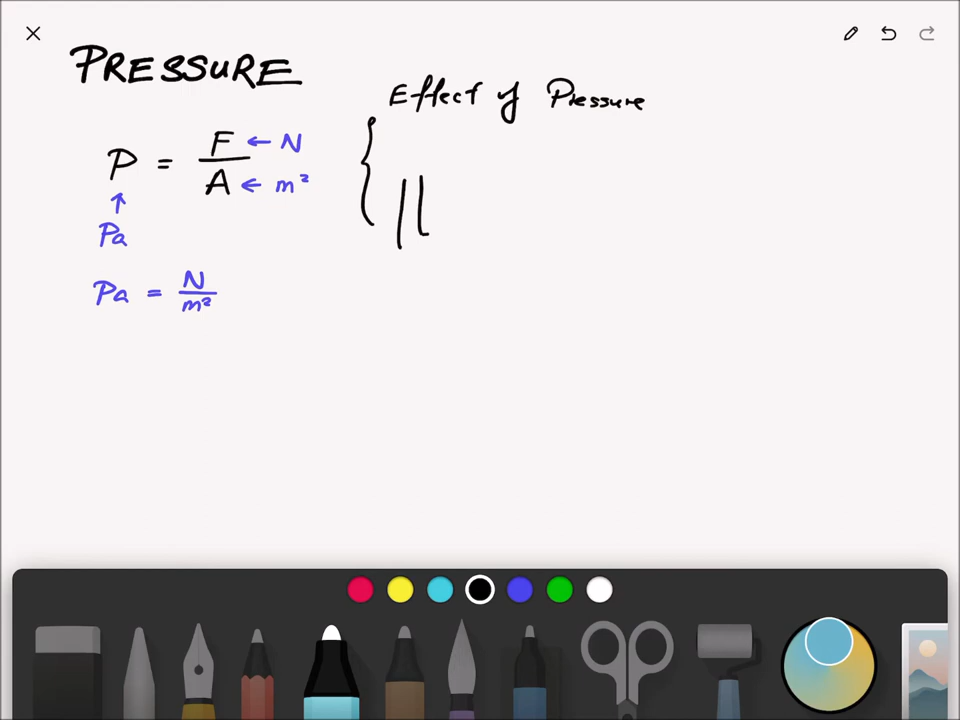 PRESSURE
Effect of Pressure
P = F/A ← N
← m²
↑
Pa
Pa = N/m²